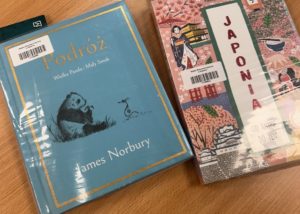 Podróż
Wielka Panda i Mały Smok
James Norbury
JAPONIA